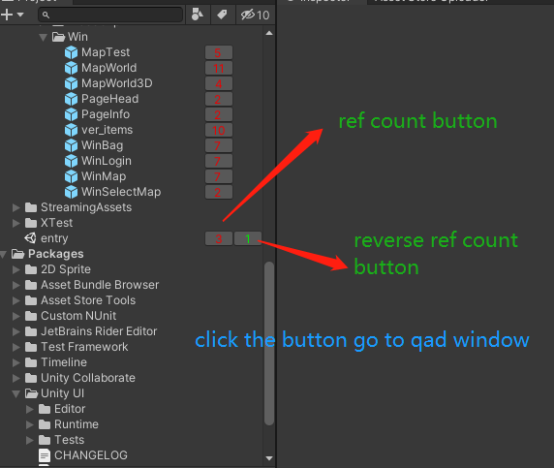 10
Win
MapTest 5
MapWorld 11
MapWorld3D 4
PageHead 2
PageInfo 2
ver_items 10
WinBag 7
WinLogin 7
WinMap 7
WinSelectMap 2
StreamingAssets
XTest
entry 3 1
Packages
2D Sprite
Asset Bundle Browser
Asset Store Tools
Custom NUnit
JetBrains Rider Editor
Test Framework
Timeline
Unity Collaborate
Unity UI
Editor
Runtime
Tests
CHANGELOG
ref count button
reverse ref count
button
click the button go to qad window